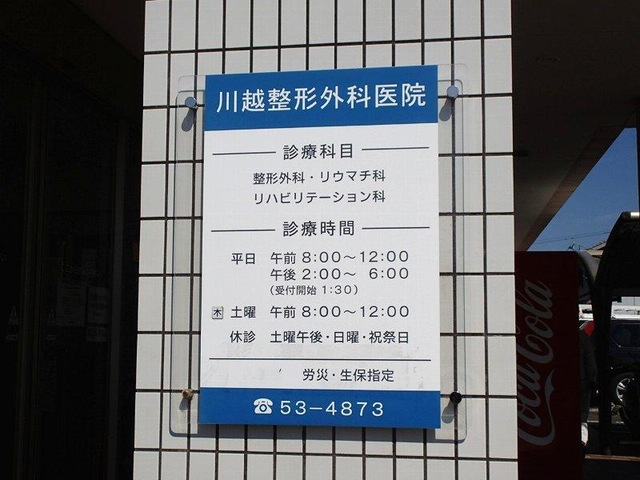 川越整形外科医院
診療科目
整形外科・リウマチ科
リハビリテーション科
診療時間
平日 午前 8:00〜12:00
午後 2:00〜 6:00
(受付開始 1:30)
木 土曜 午前 8:00〜12:00
休診 土曜午後・日曜・祝祭日
労災・生保指定
☎ 53-4873
Coca-Cola